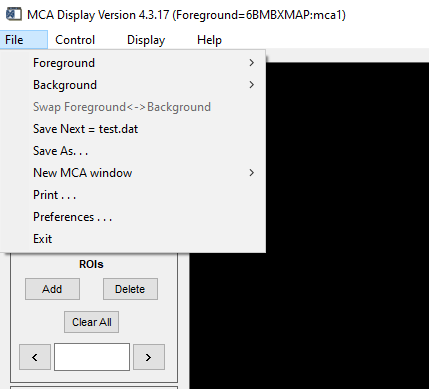 MCA Display Version 4.3.17 (Foreground=6BMBXMAP:mca1)
File Control Display Help
Foreground >
Background >
Swap Foreground<->Background
Save Next = test.dat
Save As. . .
New MCA window >
Print . . .
Preferences . . .
Exit
ROIs
Add Delete
Clear All
< >